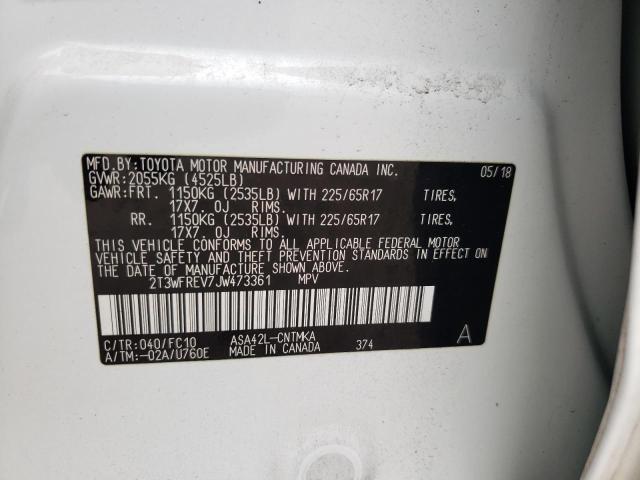 MFD.BY:TOYOTA MOTOR MANUFACTURING CANADA INC. 05/18
GVWR:2055KG (4525LB)
GAWR:FRT. 1150KG (2535LB) WITH 225/65R17 TIRES,
17X7.0J RIMS.
RR. 1150KG (2535LB) WITH 225/65R17 TIRES,
17X7.0J RIMS.
THIS VEHICLE CONFORMS TO ALL APPLICABLE FEDERAL MOTOR
VEHICLE SAFETY AND THEFT PREVENTION STANDARDS IN EFFECT ON
THE DATE OF MANUFACTURE SHOWN ABOVE.
2T3WFREV7JW473361 MPV
C/TR:040/FC10 ASA42L-CNTMKA 374 A
A/TM:-02A/U760E MADE IN CANADA